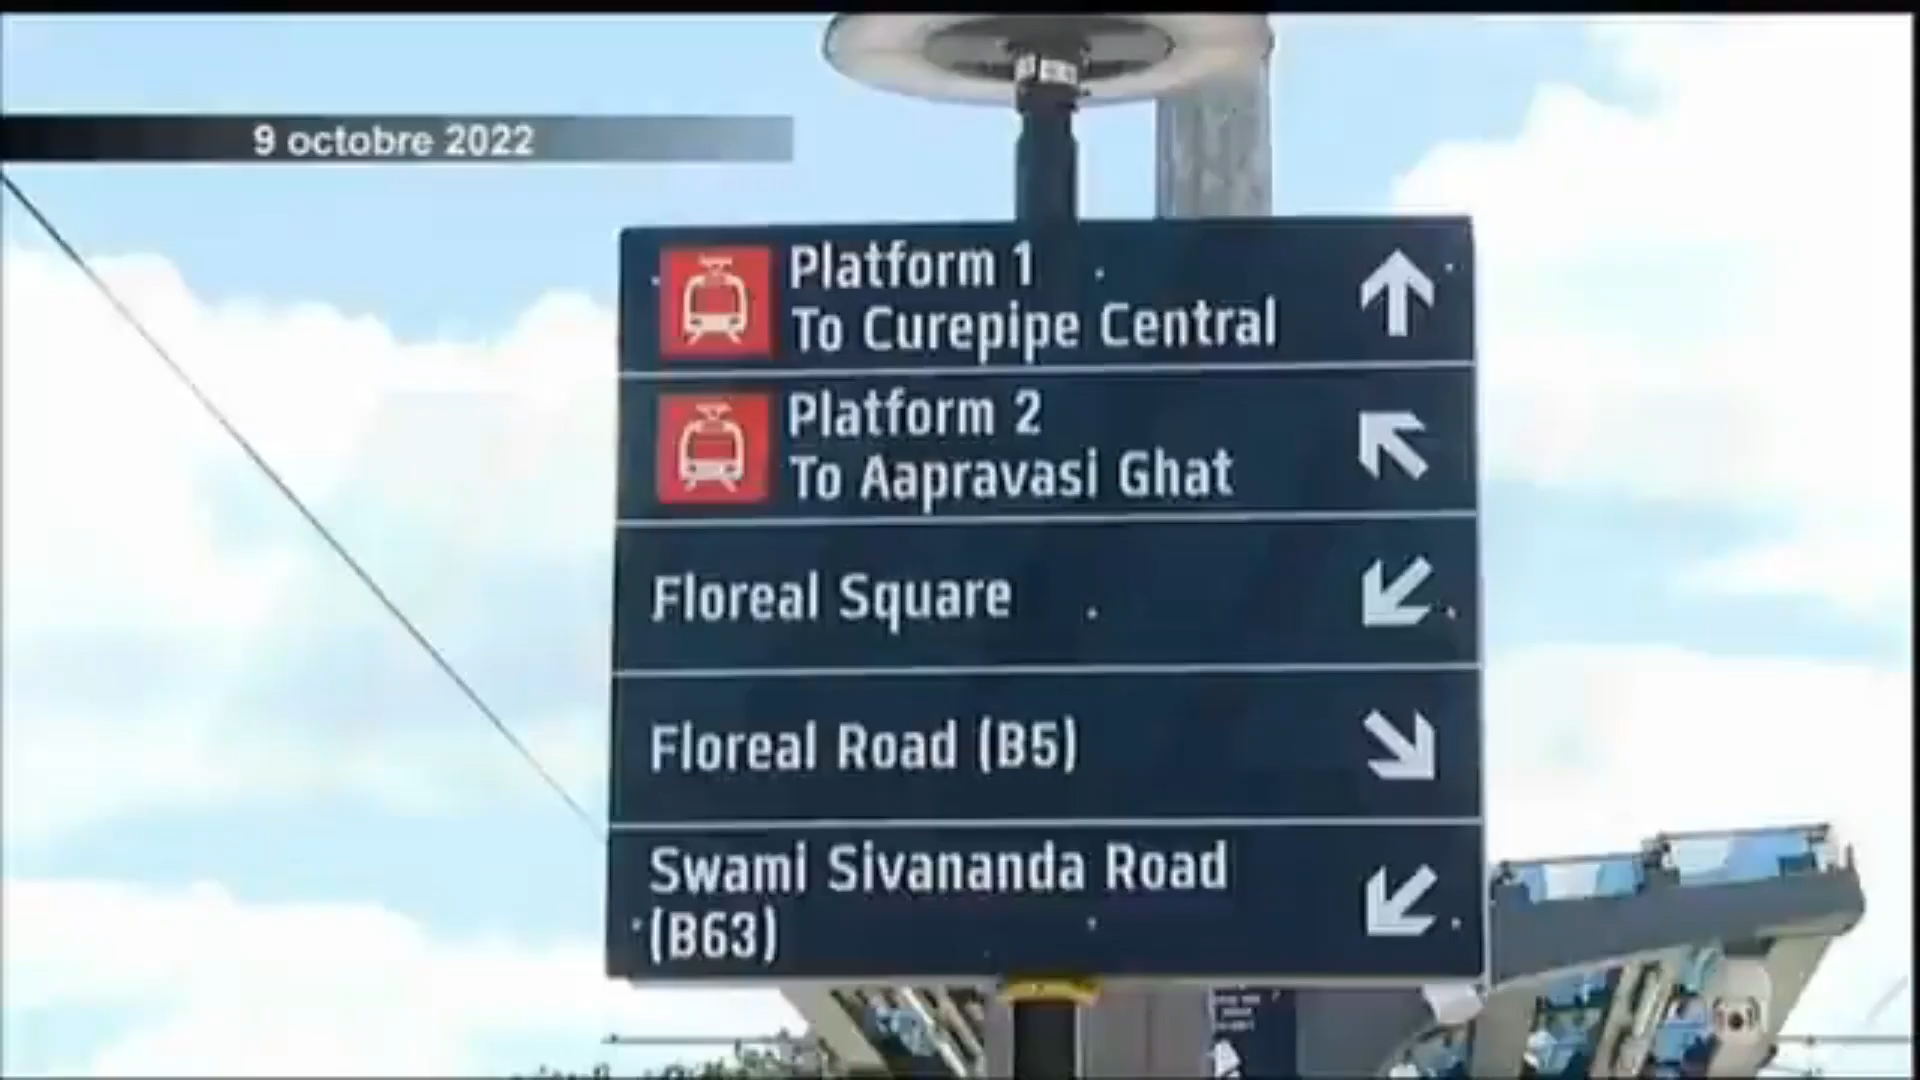 9 octobre 2022
Platform 1
To Curepipe Central
Platform 2
To Aapravasi Ghat
Floreal Square
Floreal Road (B5)
Swami Sivananda Road
(B63)